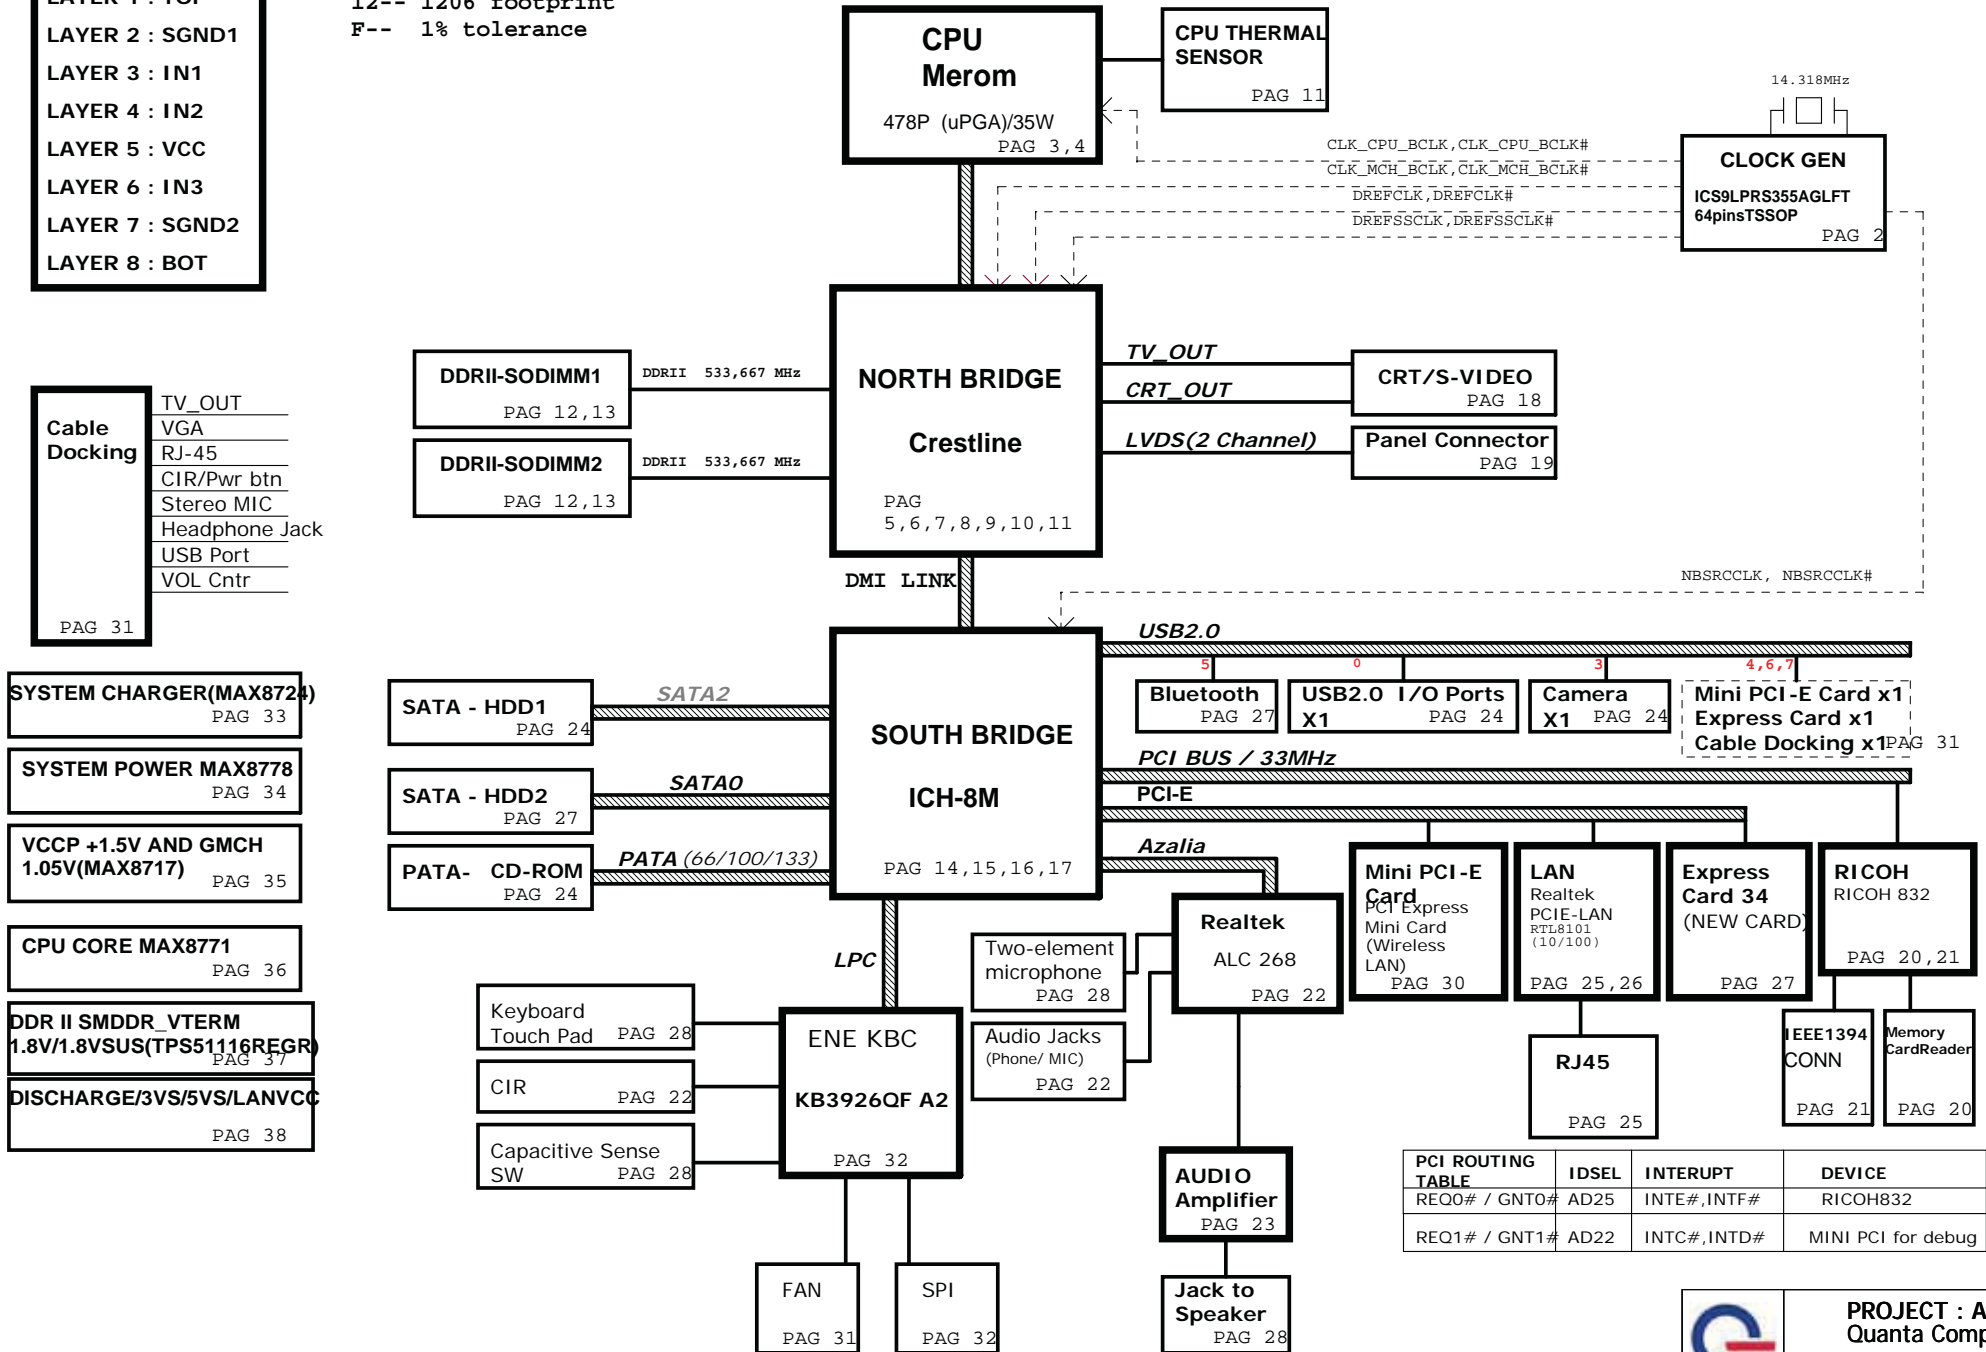 LAYER 1 : TOP
LAYER 2 : SGND1
LAYER 3 : IN1
LAYER 4 : IN2
LAYER 5 : VCC
LAYER 6 : IN3
LAYER 7 : SGND2
LAYER 8 : BOT
12-- 1206 footprint
F-- 1% tolerance
CPU
Merom
478P (uPGA)/35W
PAG 3,4
CPU THERMAL
SENSOR
PAG 11
14.318MHz
CLOCK GEN
ICS9LPRS355AGLFT
64pinsTSSOP
PAG 2
CLK_CPU_BCLK,CLK_CPU_BCLK#
CLK_MCH_BCLK,CLK_MCH_BCLK#
DREFCLK,DREFCLK#
DREFSSCLK,DREFSSCLK#
DDRII-SODIMM1
PAG 12,13
DDRII 533,667 MHz
DDRII-SODIMM2
PAG 12,13
DDRII 533,667 MHz
NORTH BRIDGE
Crestline
PAG
5,6,7,8,9,10,11
TV_OUT
CRT_OUT
LVDS(2 Channel)
CRT/S-VIDEO
PAG 18
Panel Connector
PAG 19
Cable
Docking
PAG 31
TV_OUT
VGA
RJ-45
CIR/Pwr btn
Stereo MIC
Headphone Jack
USB Port
VOL Cntr
DMI LINK
NBSRCCLK, NBSRCCLK#
SYSTEM CHARGER(MAX8724)
PAG 33
SYSTEM POWER MAX8778
PAG 34
VCCP +1.5V AND GMCH
1.05V(MAX8717)
PAG 35
CPU CORE MAX8771
PAG 36
DDR II SMDDR_VTERM
1.8V/1.8VSUS(TPS51116REGR)
PAG 37
DISCHARGE/3VS/5VS/LANVCC
PAG 38
SATA - HDD1
PAG 24
SATA2
SATA - HDD2
PAG 27
SATA0
PATA- CD-ROM
PAG 24
PATA (66/100/133)
SOUTH BRIDGE
ICH-8M
PAG 14,15,16,17
USB2.0
5
0
3
4,6,7
Bluetooth
PAG 27
USB2.0 I/O Ports
X1 PAG 24
Camera
X1 PAG 24
Mini PCI-E Card x1
Express Card x1
Cable Docking x1
PAG 31
PCI BUS / 33MHz
PCI-E
Azalia
LPC
Mini PCI-E
Card
PCI Express
Mini Card
(Wireless
LAN)
PAG 30
LAN
Realtek
PCIE-LAN
RTL8101
(10/100)
PAG 25,26
Express
Card 34
(NEW CARD)
PAG 27
RICOH
RICOH 832
PAG 20,21
Realtek
ALC 268
PAG 22
Two-element
microphone
PAG 28
Audio Jacks
(Phone/ MIC)
PAG 22
Keyboard
Touch Pad PAG 28
CIR
PAG 22
Capacitive Sense
SW PAG 28
ENE KBC
KB3926QF A2
PAG 32
FAN
PAG 31
SPI
PAG 32
AUDIO
Amplifier
PAG 23
Jack to
Speaker
PAG 28
RJ45
PAG 25
IEEE1394
CONN
PAG 21
Memory
CardReader
PAG 20
PCI ROUTING
TABLE IDSEL INTERUPT DEVICE
REQ0# / GNT0# AD25 INTE#,INTF# RICOH832
REQ1# / GNT1# AD22 INTC#,INTD# MINI PCI for debug
PROJECT : A
Quanta Comp